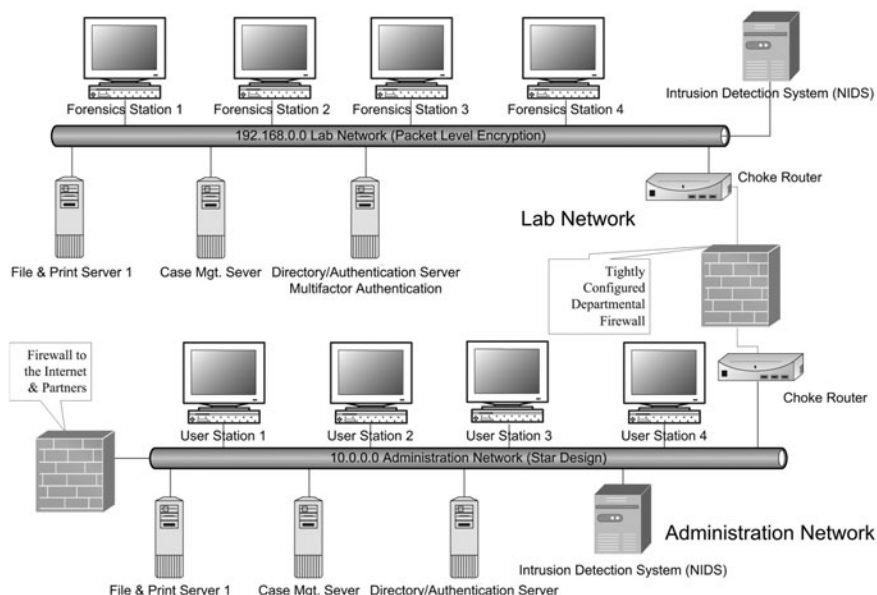 Forensics Station 1
Forensics Station 2
Forensics Station 3
Forensics Station 4
Intrusion Detection System (NIDS)
192.168.0.0 Lab Network (Packet Level Encryption)
Choke Router
Lab Network
File & Print Server 1
Case Mgt. Sever
Directory/Authentication Server
Multifactor Authentication
Tightly
Configured
Departmental
Firewall
Firewall to
the Internet
& Partners
Choke Router
User Station 1
User Station 2
User Station 3
User Station 4
10.0.0.0 Administration Network (Star Design)
Administration Network
Intrusion Detection System (NIDS)
File & Print Server 1
Case Mgt. Sever
Directory/Authentication Server